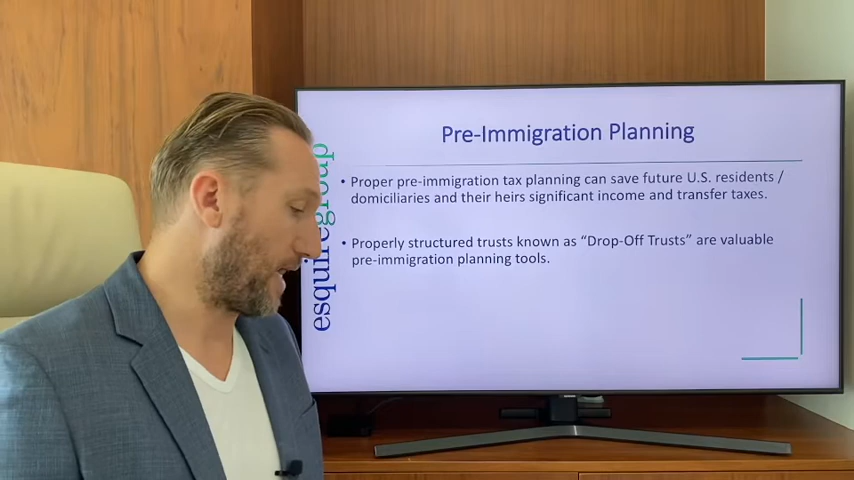 Pre-Immigration Planning
• Proper pre-immigration tax planning can save future U.S. residents /
domiciliaries and their heirs significant income and transfer taxes.
• Properly structured trusts known as “Drop-Off Trusts” are valuable
pre-immigration planning tools.
esquiregroup